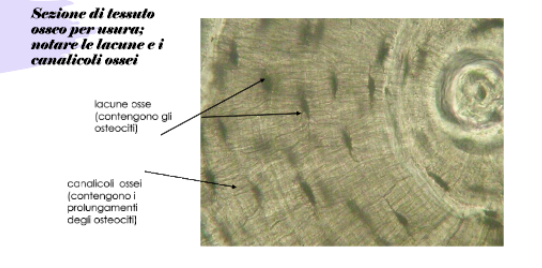 Sezione di tessuto
osseo per usura;
notare le lacune e i
canalicoli ossei
lacune osse
(contengono gli
osteociti)
canalicoli ossei
(contengono i
prolungamenti
degli osteociti)